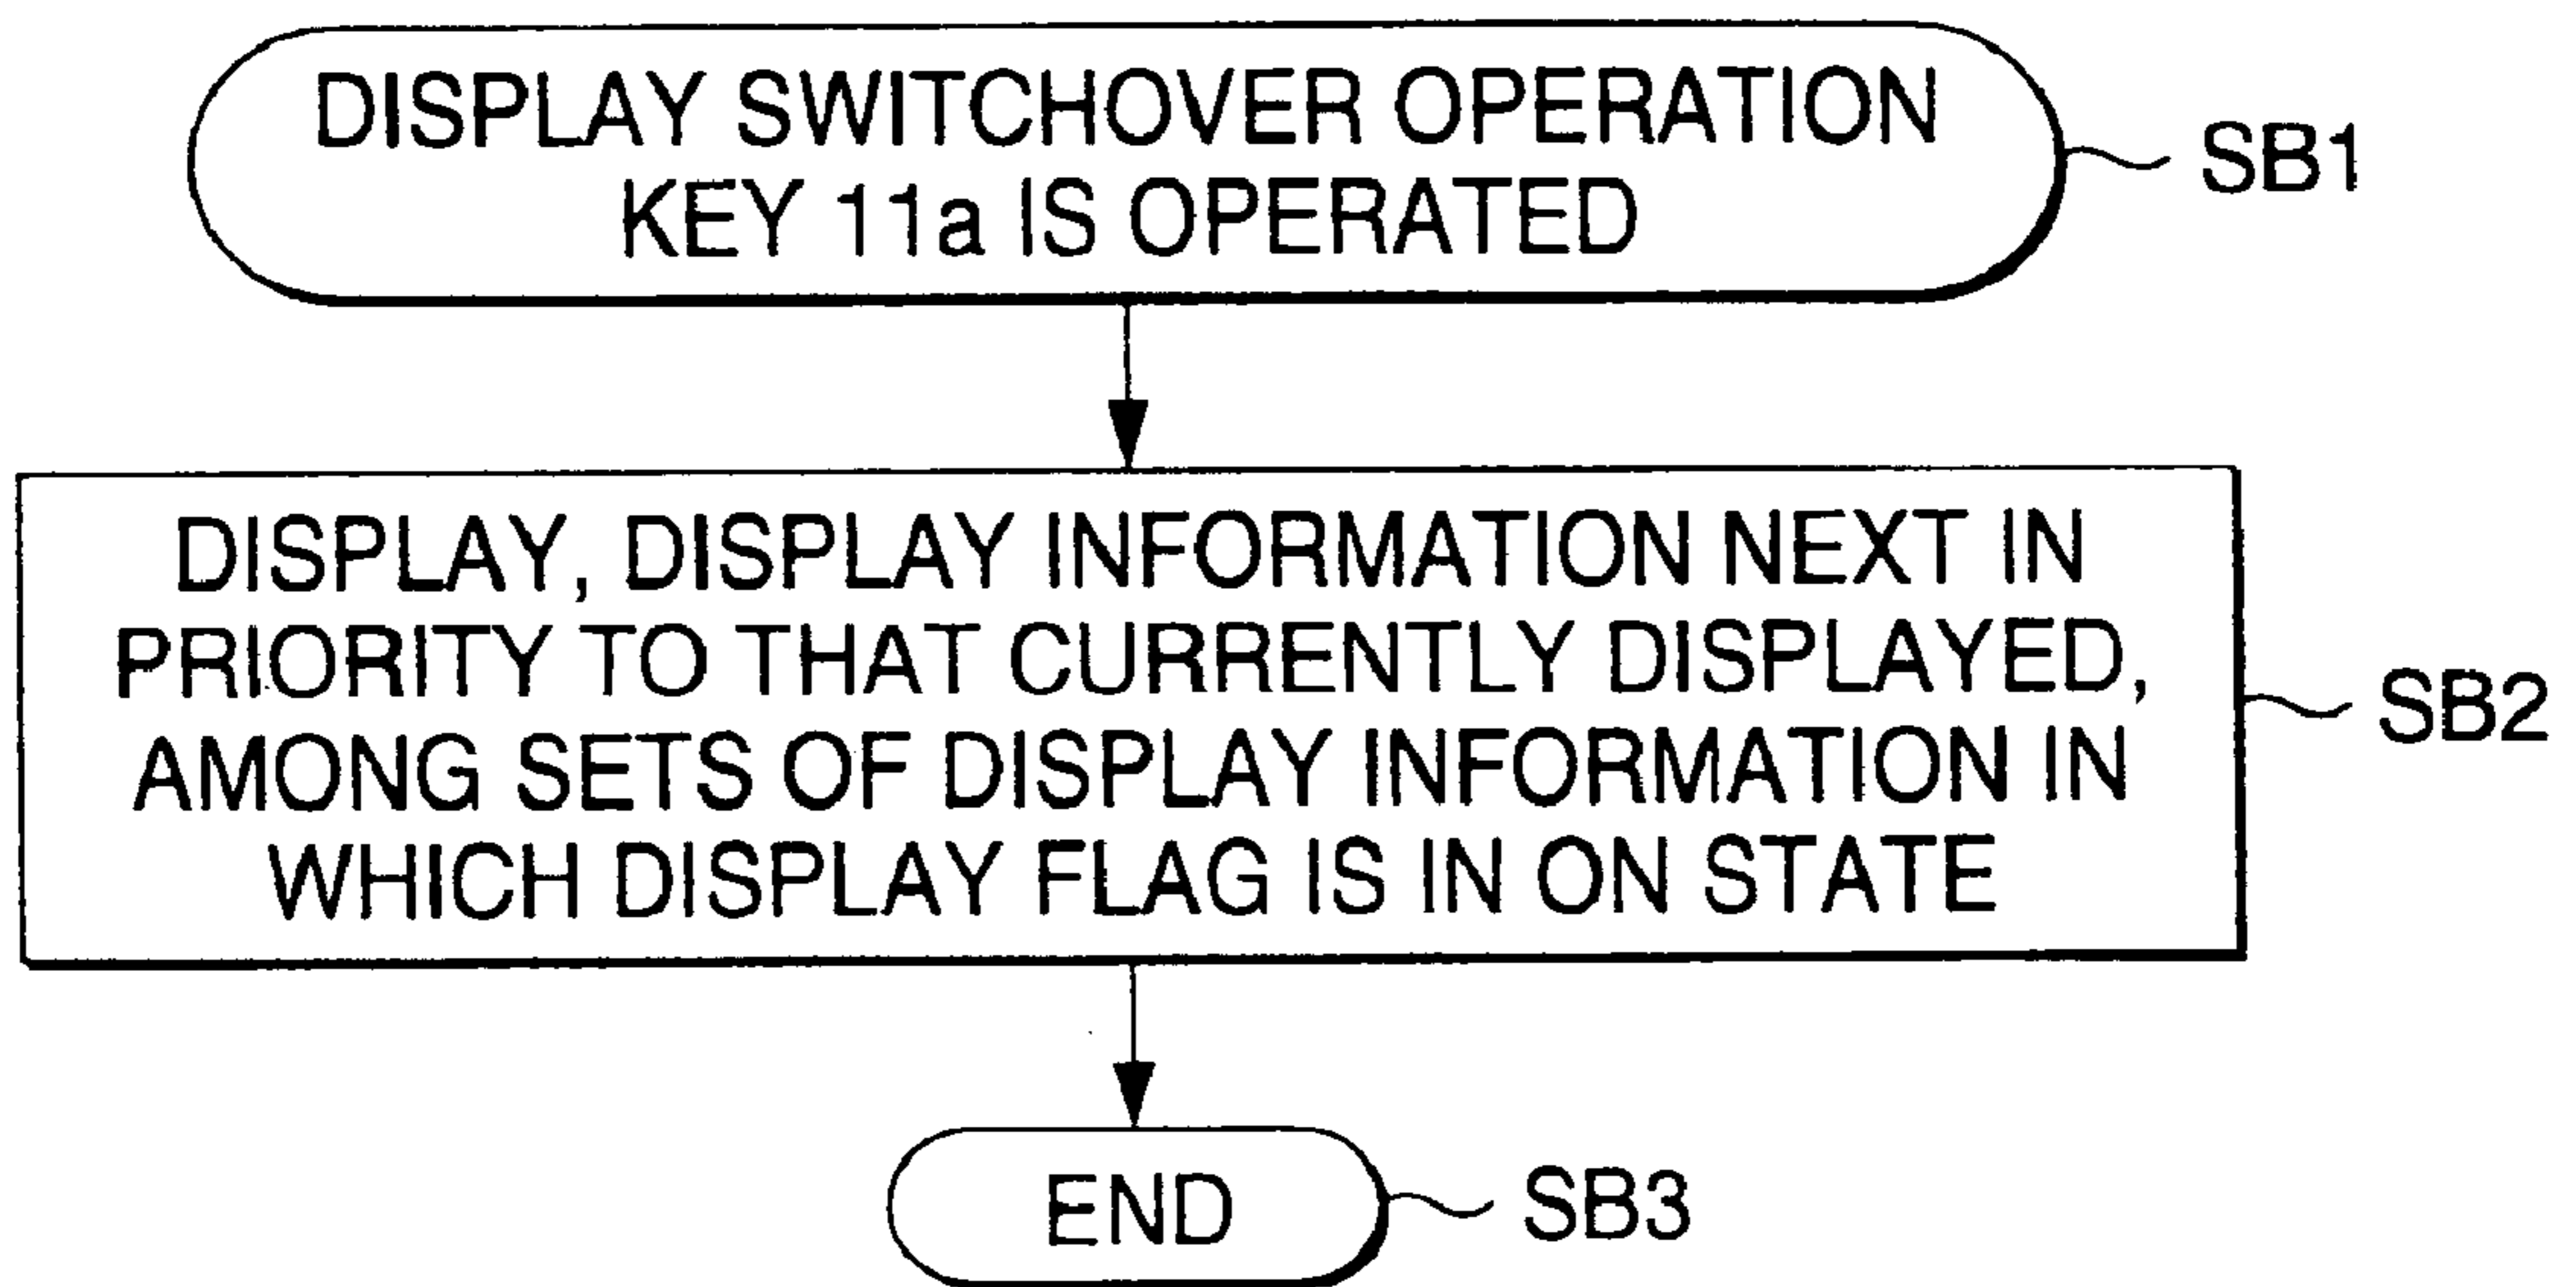 DISPLAY SWITCHOVER OPERATION
KEY 11a IS OPERATED
SB1
DISPLAY, DISPLAY INFORMATION NEXT IN
PRIORITY TO THAT CURRENTLY DISPLAYED,
AMONG SETS OF DISPLAY INFORMATION IN
WHICH DISPLAY FLAG IS IN ON STATE
SB2
END
SB3